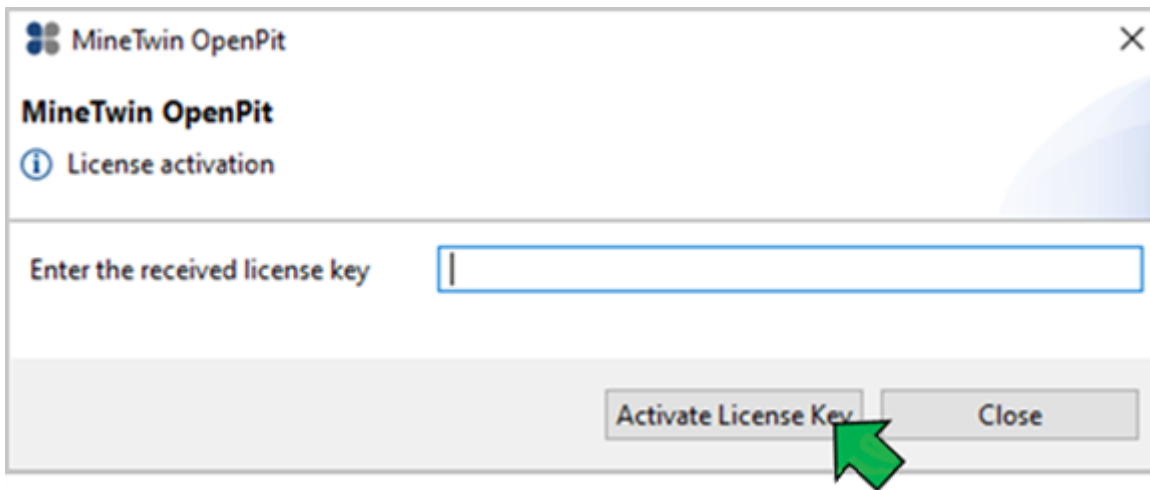 MineTwin OpenPit
MineTwin OpenPit
License activation
Enter the received license key
Activate License Key
Close